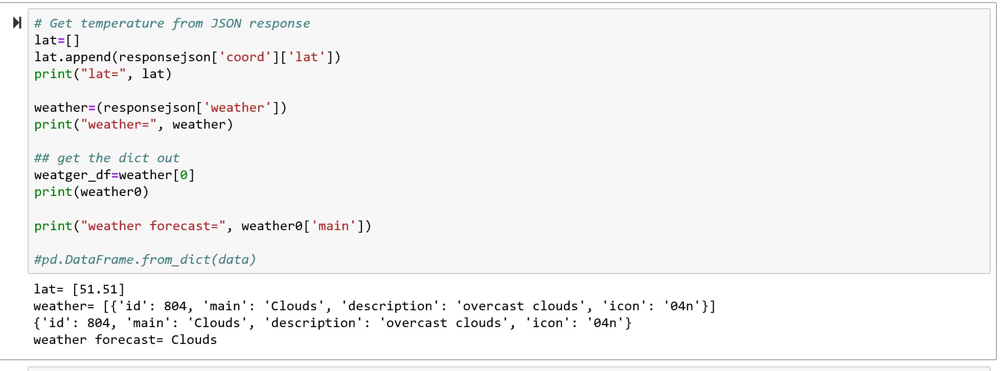 # Get temperature from JSON response
lat=[]
lat.append(responsejson['coord']['lat'])
print("lat=", lat)
weather=(responsejson['weather'])
print("weather=", weather)
## get the dict out
weatger_df=weather[0]
print(weather0)
print("weather forecast=", weather0['main'])
#pd.DataFrame.from_dict(data)
lat= [51.51]
weather= [{'id': 804, 'main': 'Clouds', 'description': 'overcast clouds', 'icon': '04n'}]
{'id': 804, 'main': 'Clouds', 'description': 'overcast clouds', 'icon': '04n'}
weather forecast= Clouds